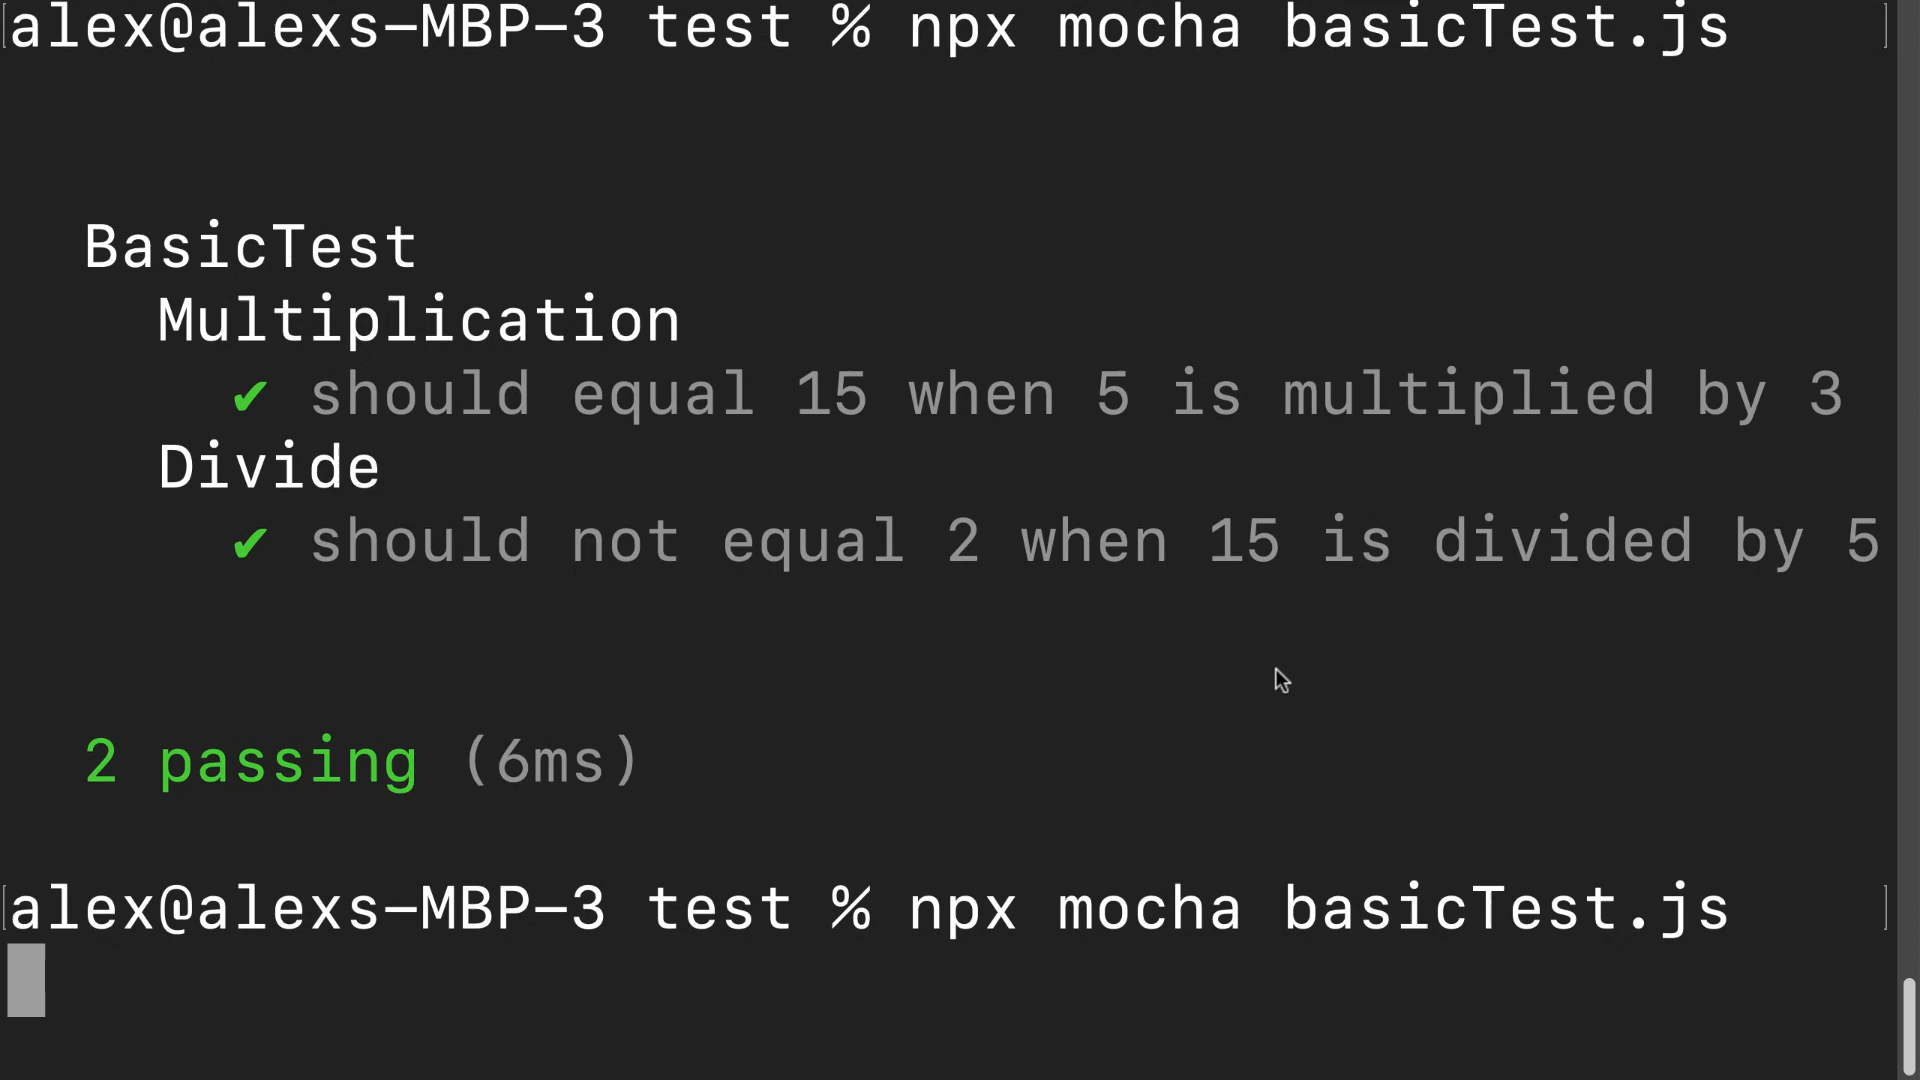 alex@alexs-MBP-3 test % npx mocha basicTest.js
BasicTest
Multiplication
✔ should equal 15 when 5 is multiplied by 3
Divide
✔ should not equal 2 when 15 is divided by 5
2 passing (6ms)
alex@alexs-MBP-3 test % npx mocha basicTest.js